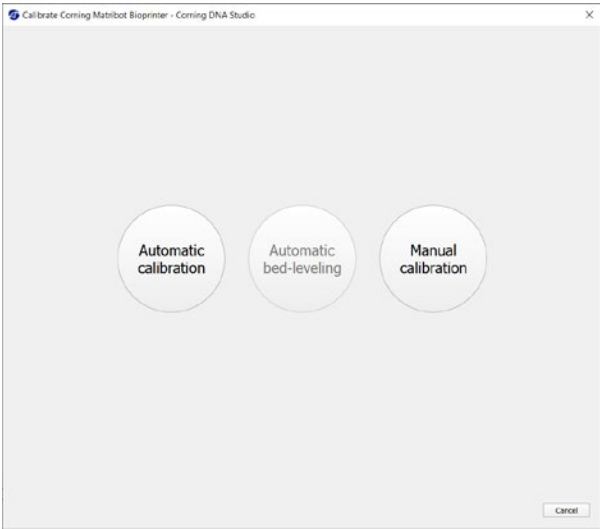 Calibrate Corning Matribot Bioprinter - Corning DNA Studio
Automatic
calibration
Automatic
bed-leveling
Manual
calibration
Cancel